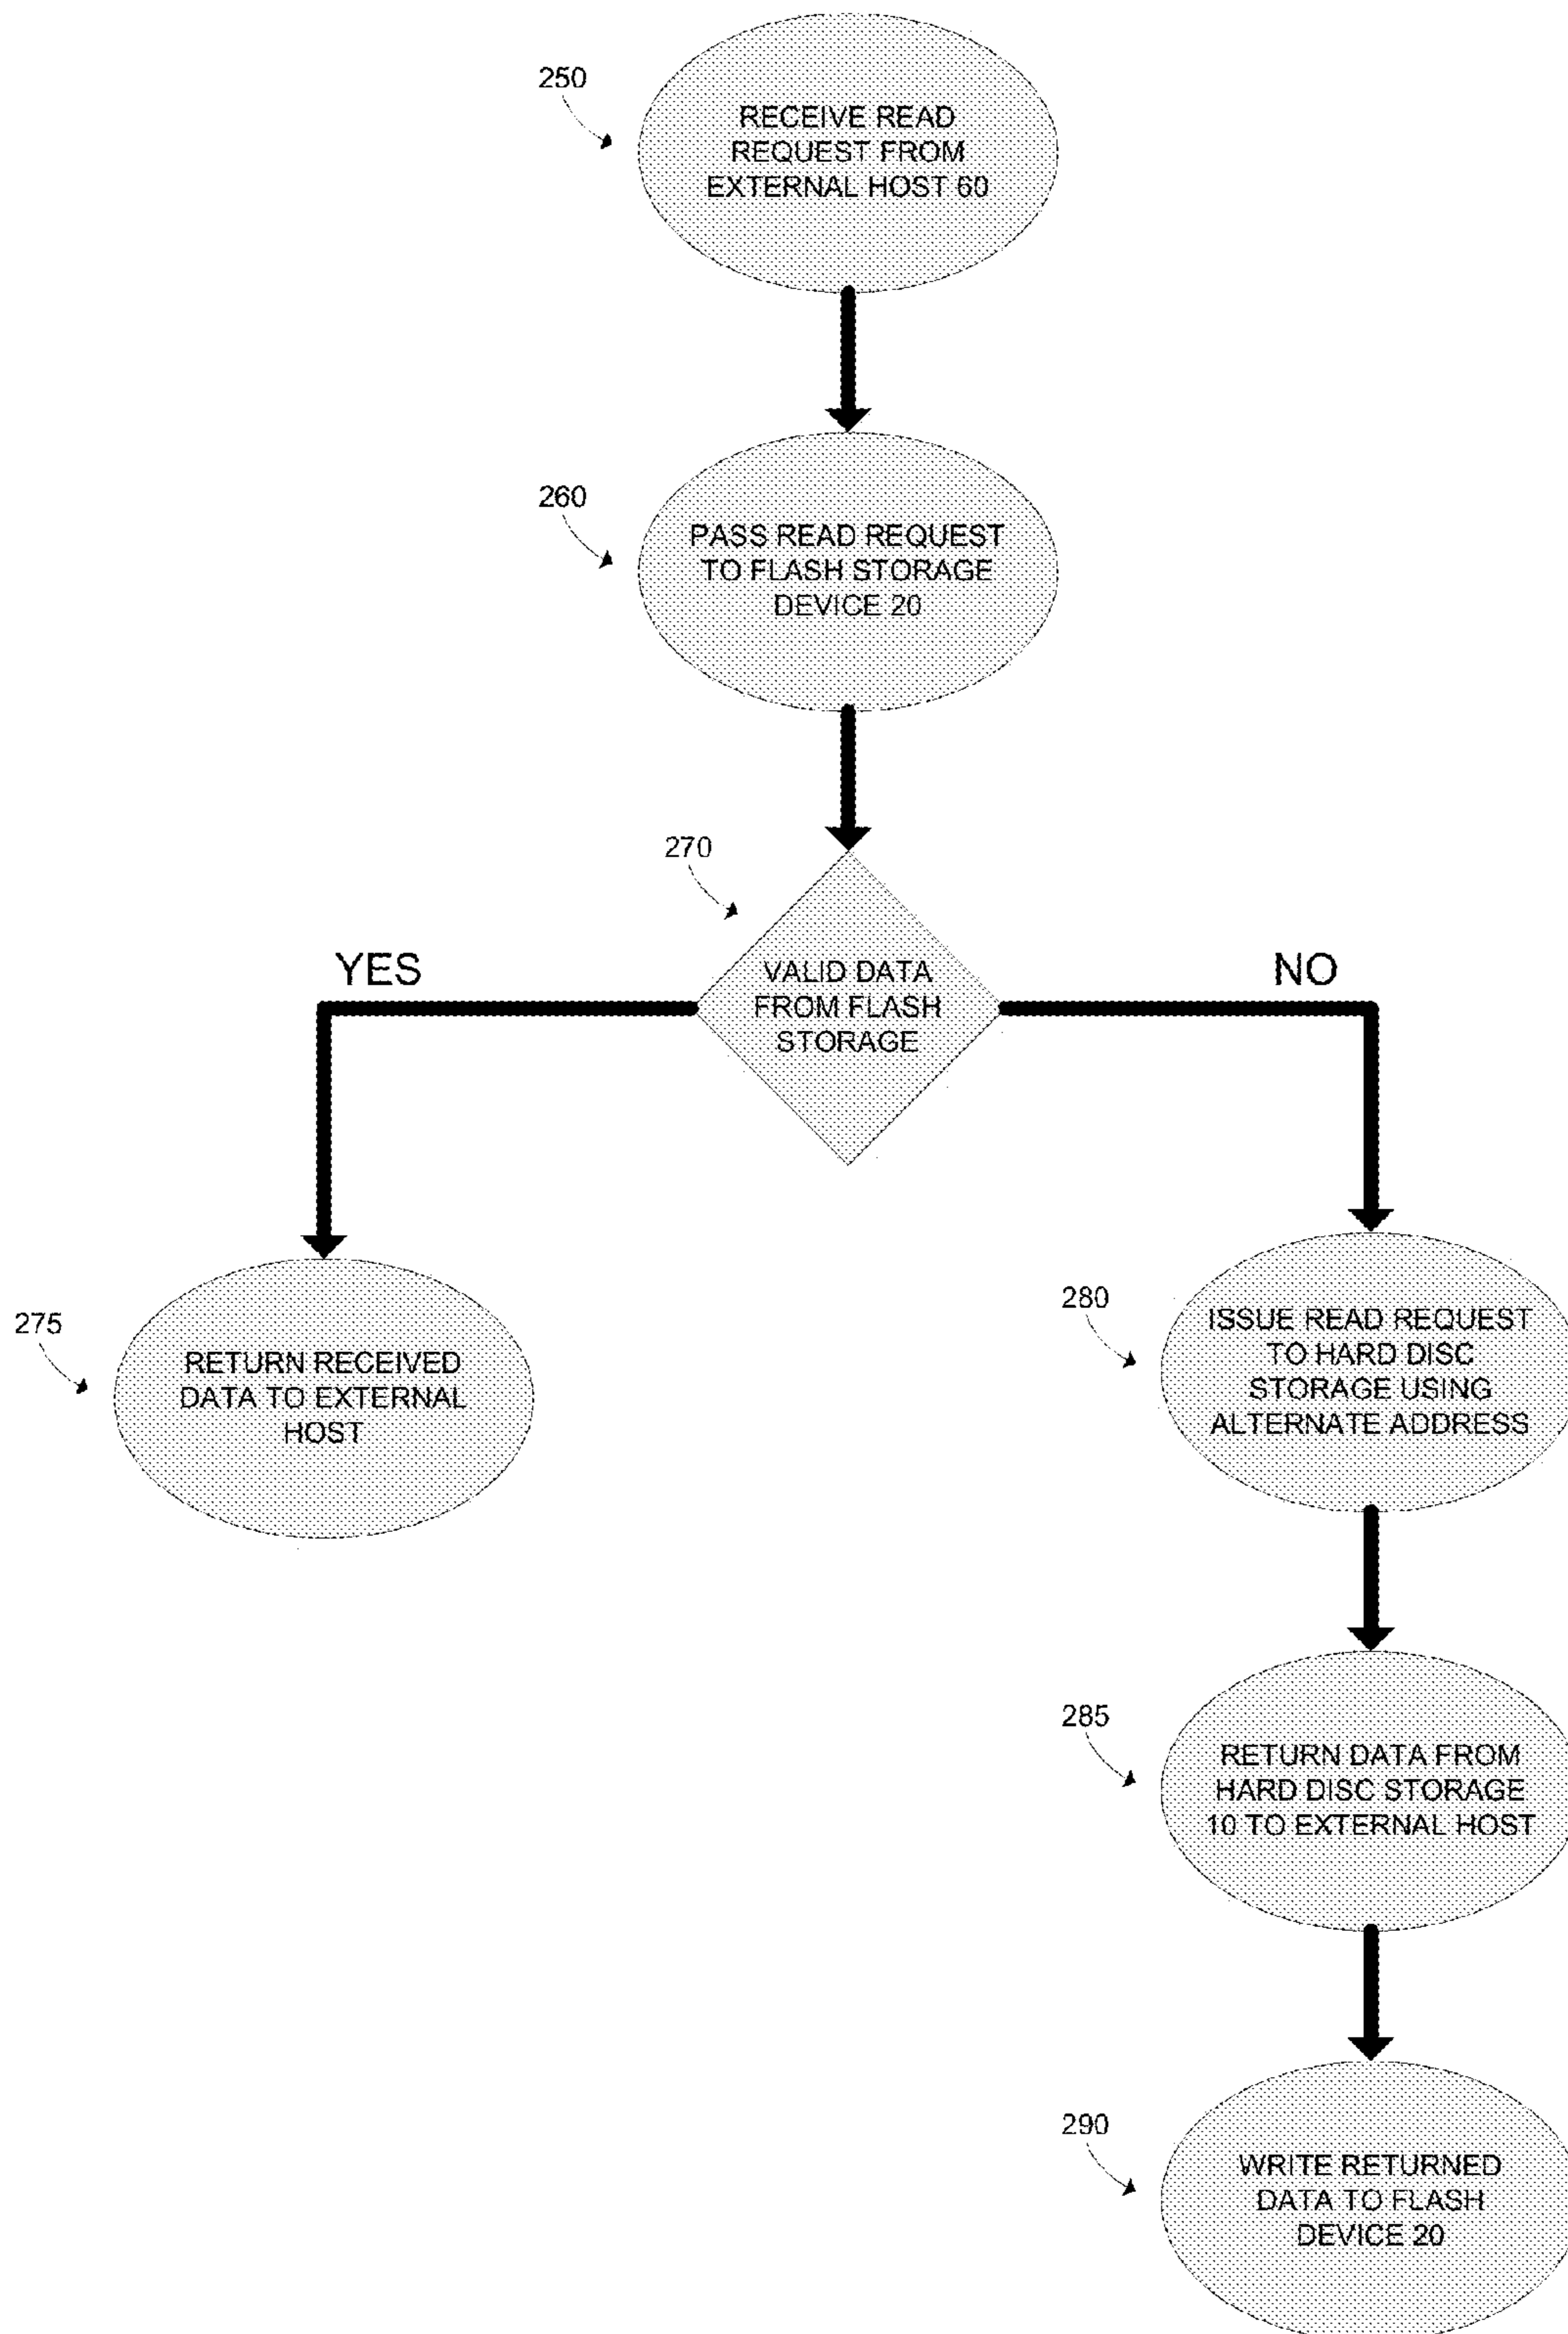 250
RECEIVE READ
REQUEST FROM
EXTERNAL HOST 60
260
PASS READ REQUEST
TO FLASH STORAGE
DEVICE 20
270
VALID DATA
FROM FLASH
STORAGE
YES
NO
275
RETURN RECEIVED
DATA TO EXTERNAL
HOST
280
ISSUE READ REQUEST
TO HARD DISC
STORAGE USING
ALTERNATE ADDRESS
285
RETURN DATA FROM
HARD DISC STORAGE
10 TO EXTERNAL HOST
290
WRITE RETURNED
DATA TO FLASH
DEVICE 20